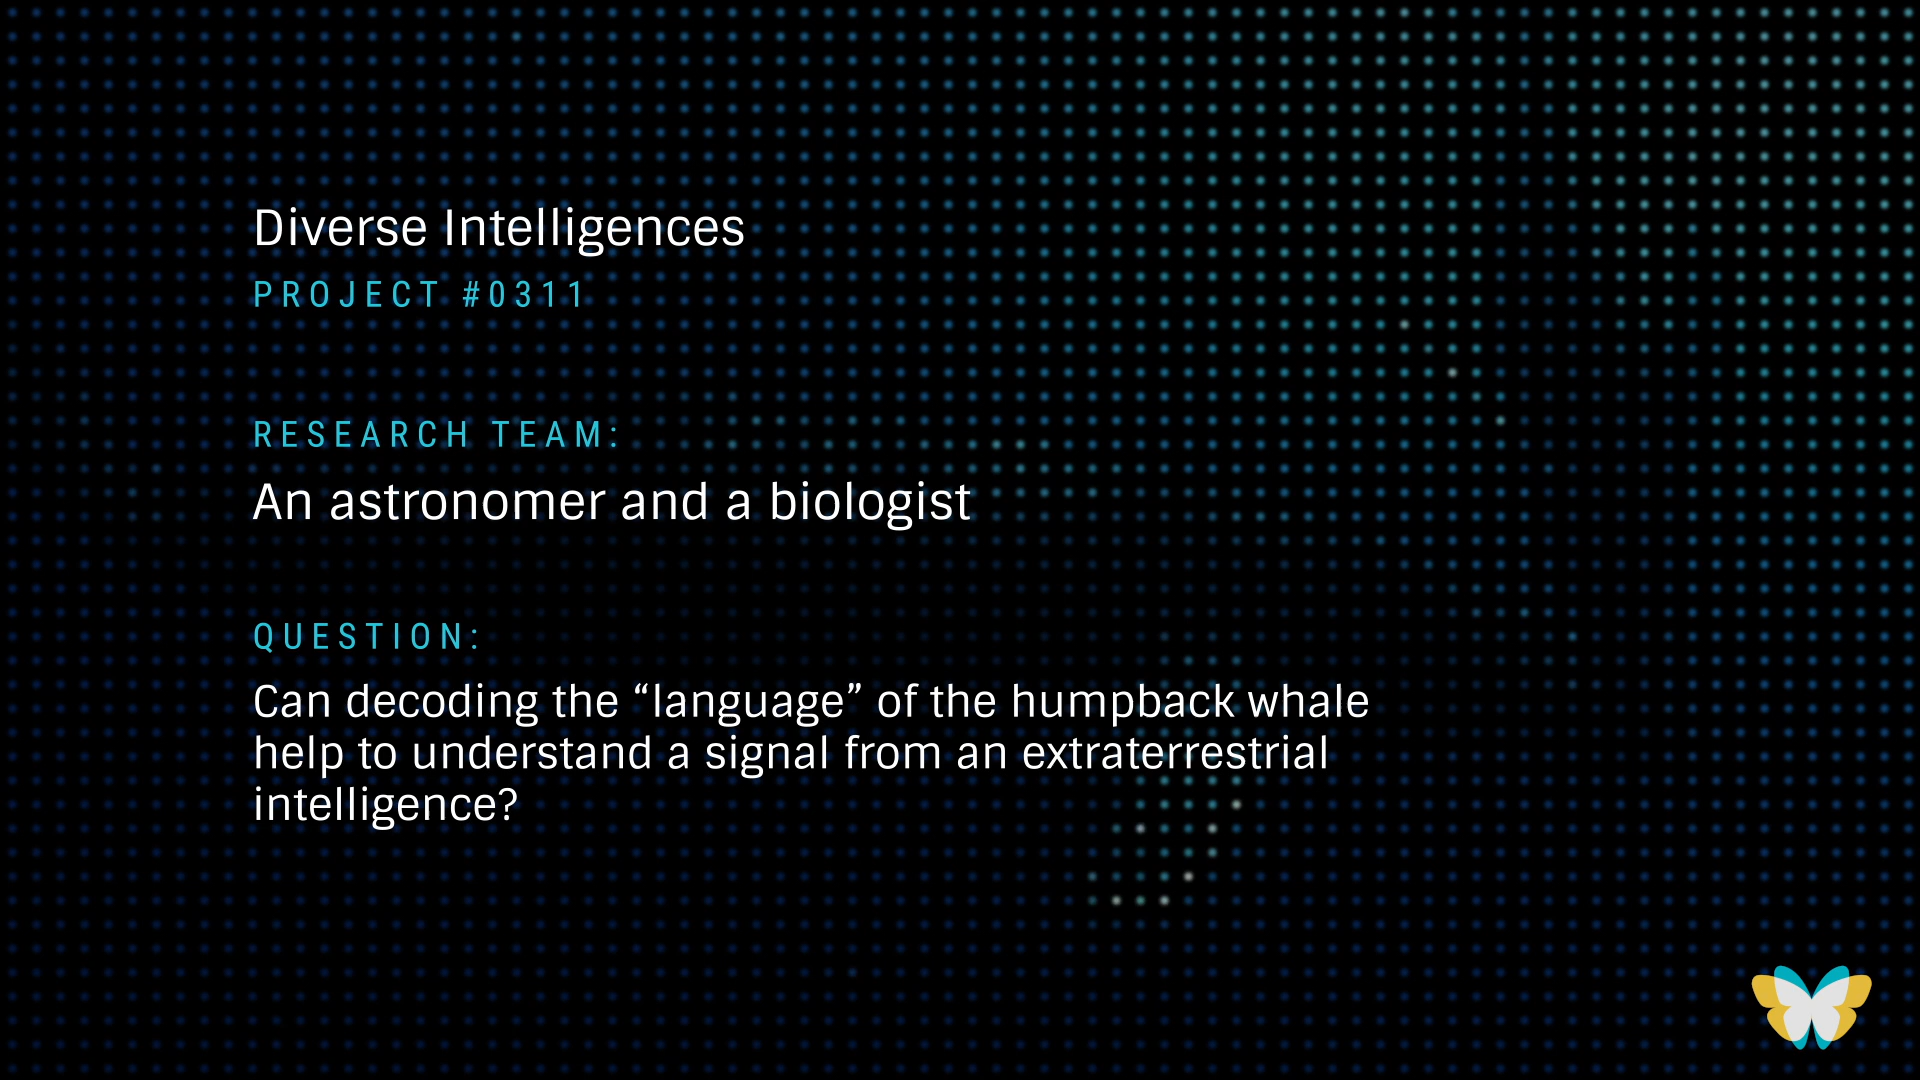 Diverse Intelligences
PROJECT #0311
RESEARCH TEAM:
An astronomer and a biologist
QUESTION:
Can decoding the “language” of the humpback whale
help to understand a signal from an extraterrestrial
intelligence?